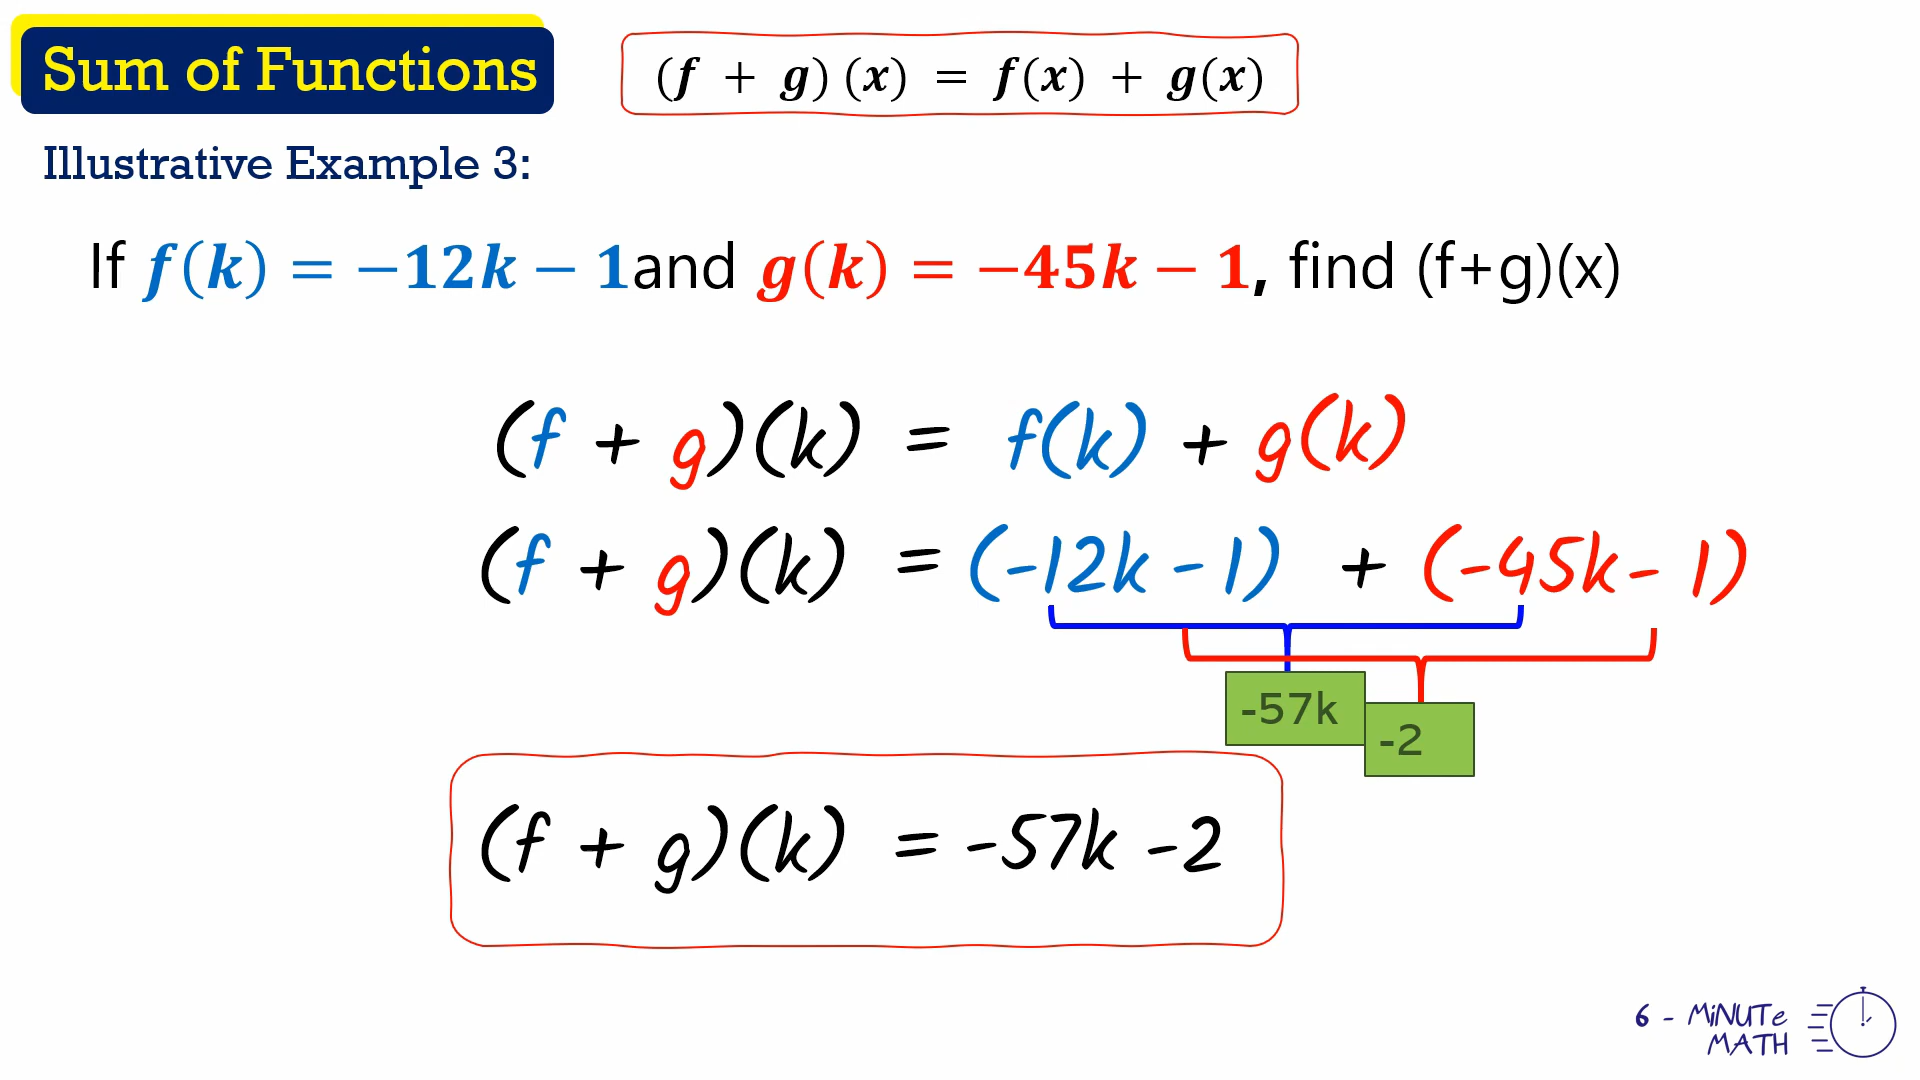 Sum of Functions
(f + g) (x) = f(x) + g(x)
Illustrative Example 3:
If f(k) = −12k − 1and g(k) = −45k − 1, find (f+g)(x)
(f + g)(k) = f(k) + g(k)
(f + g)(k) = (-12k - 1) + (-45k- 1)
-57k
-2
(f + g)(k) = -57k -2
6 - MiNUTe
MATH